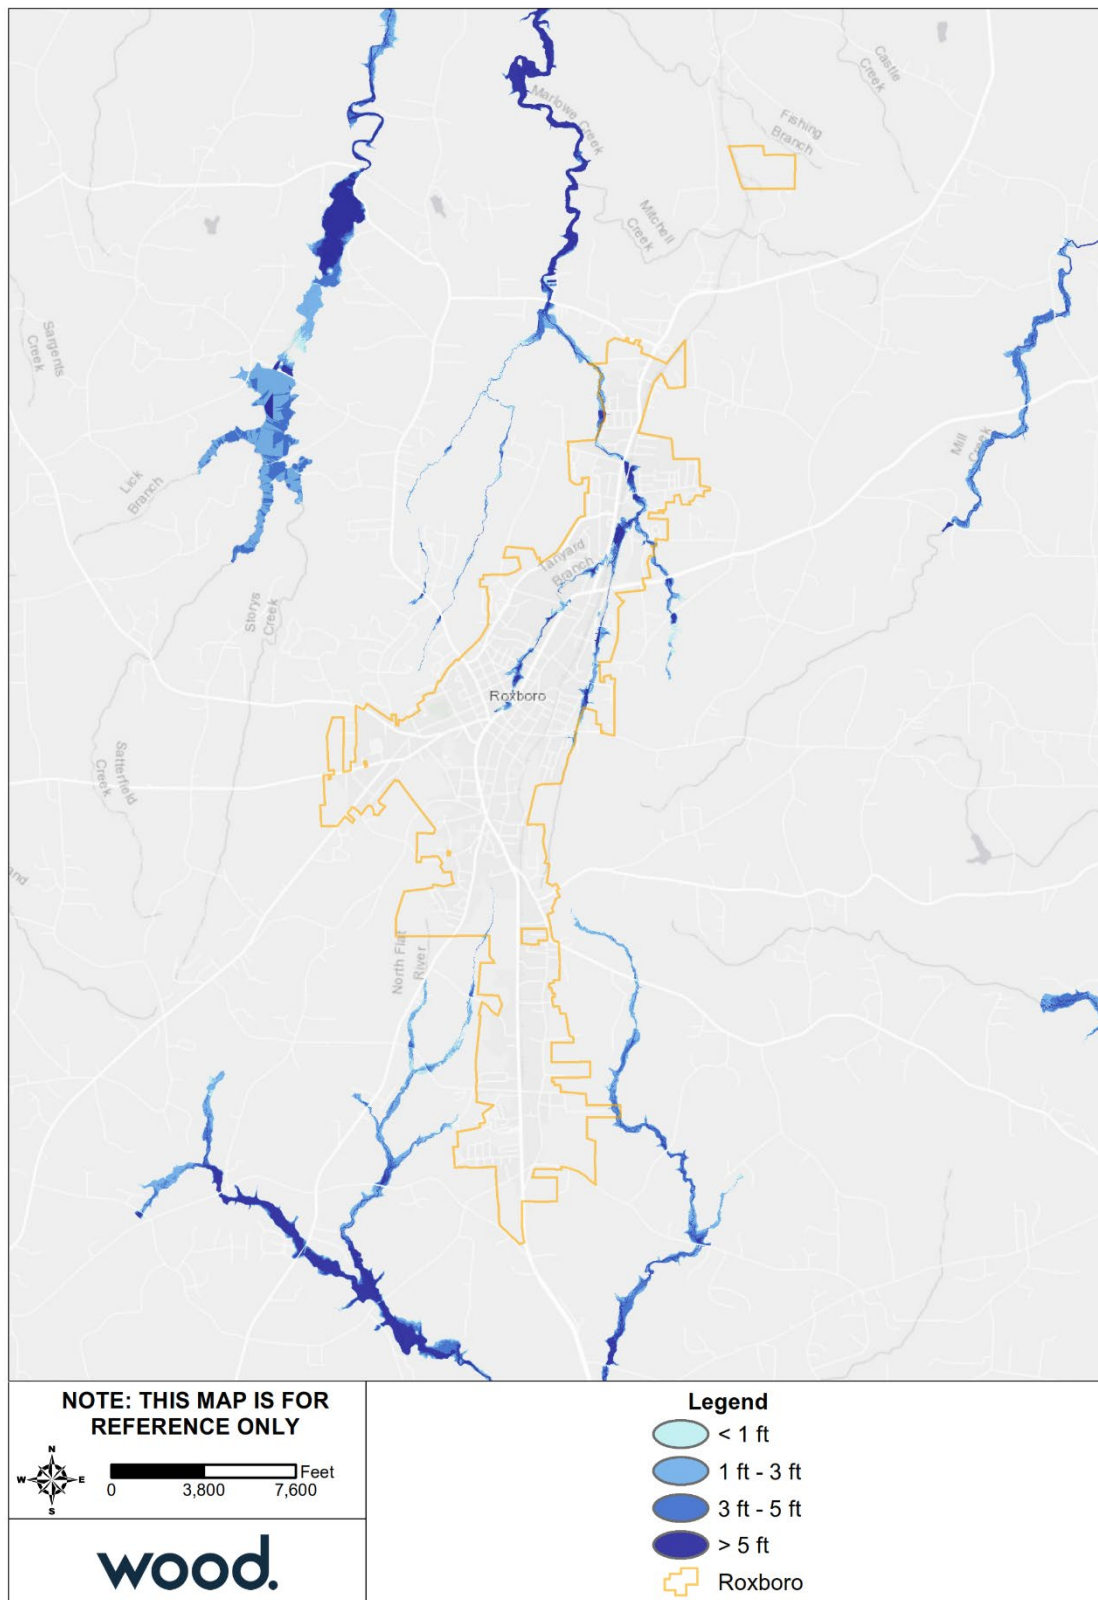 Castle
Creek
Marlowe Creek
Fishing
Branch
Mitchell
Creek
Sargents
Creek
Mill
Creek
Lick
Branch
Tanyard
Branch
Storys
Creek
Roxboro
Satterfield
Creek
and
North Flat
River
NOTE: THIS MAP IS FOR
REFERENCE ONLY
N
W E
S
Feet
0 3,800 7,600
wood.
Legend
< 1 ft
1 ft - 3 ft
3 ft - 5 ft
> 5 ft
Roxboro